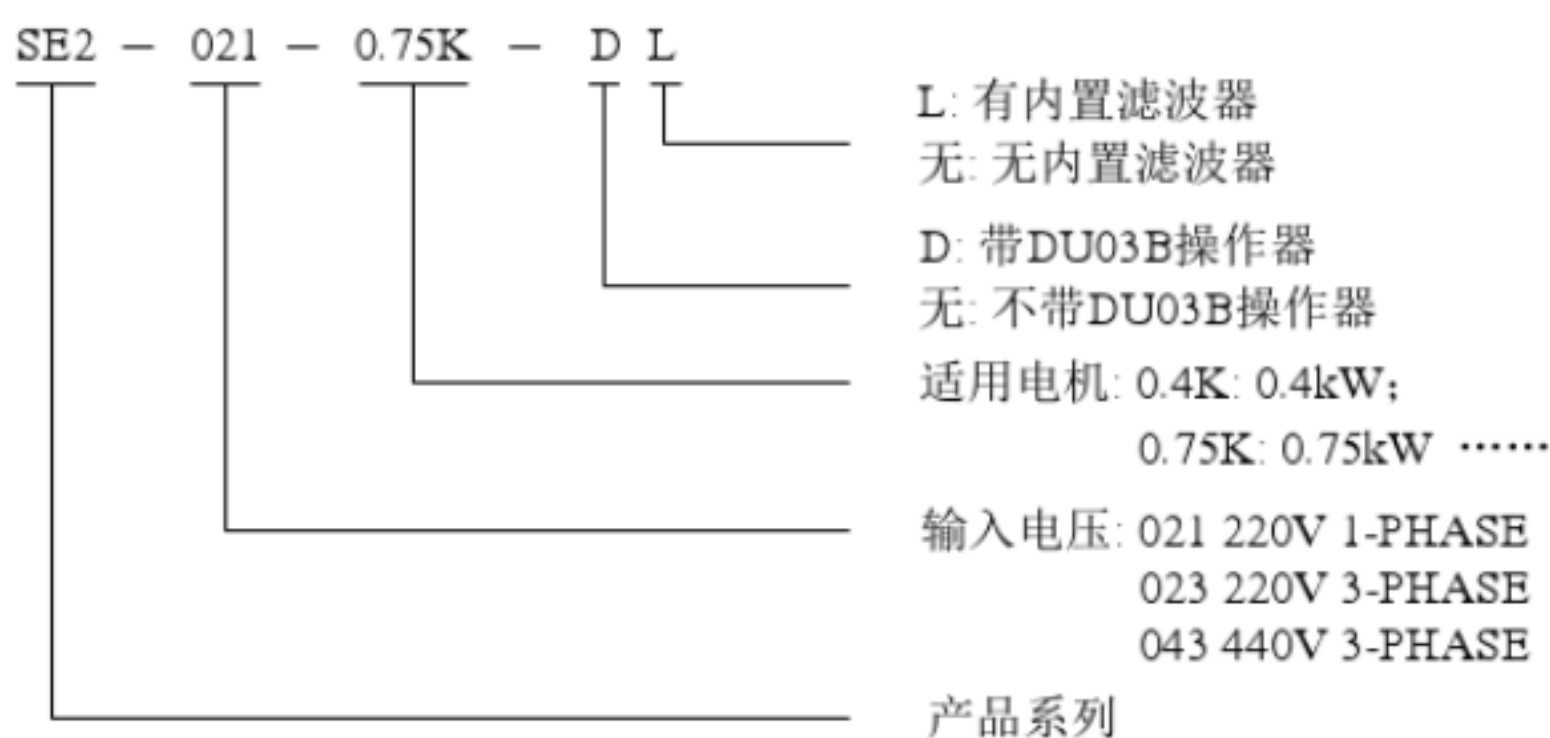 SE2 — 021 — 0.75K — D L
L: 有内置滤波器
无: 无内置滤波器
D: 带DU03B操作器
无: 不带DU03B操作器
适用电机: 0.4K: 0.4kW;
0.75K: 0.75kW ……
输入电压: 021 220V 1-PHASE
023 220V 3-PHASE
043 440V 3-PHASE
产品系列